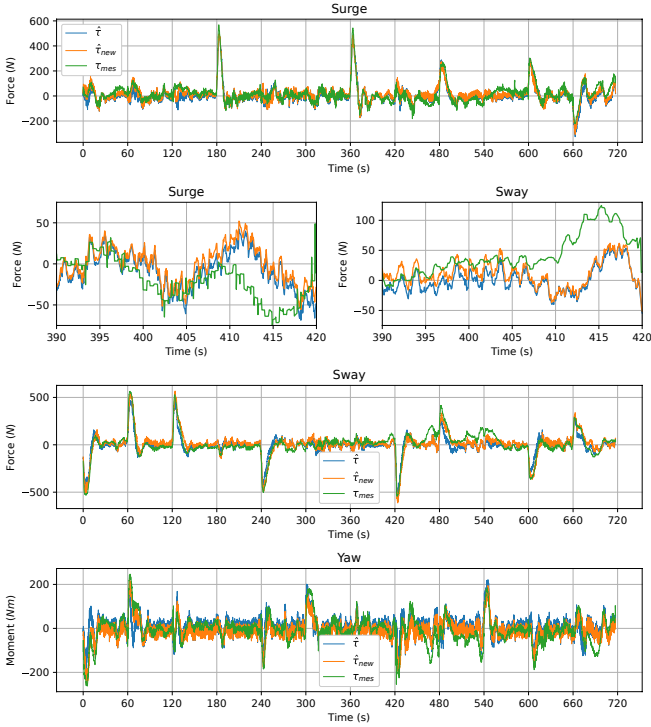 Surge
600
400
200
0
−200
Force (N)
τ̂
τ̂new
τmes
0 60 120 180 240 300 360 420 480 540 600 660 720
Time (s)
Surge
50
0
−50
Force (N)
390 395 400 405 410 415 420
Time (s)
Sway
100
50
0
−50
Force (N)
390 395 400 405 410 415 420
Time (s)
Sway
500
0
−500
Force (N)
τ̂
τ̂new
τmes
0 60 120 180 240 300 360 420 480 540 600 660 720
Time (s)
Yaw
200
0
−200
Moment (Nm)
τ̂
τ̂new
τmes
0 60 120 180 240 300 360 420 480 540 600 660 720
Time (s)